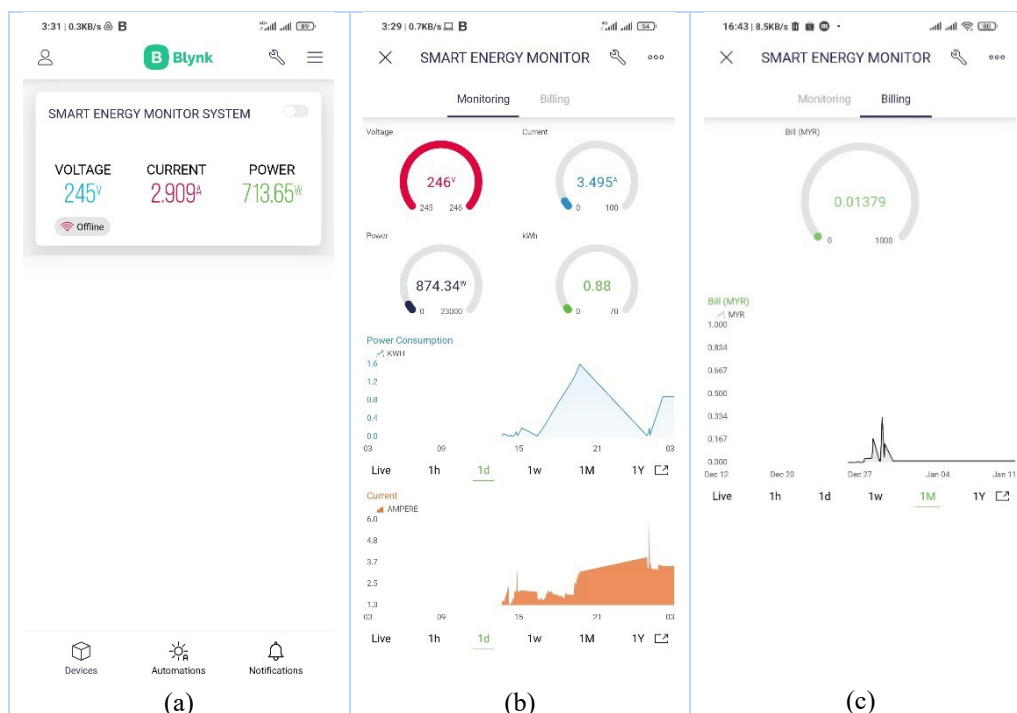 3:31 | 0.3KB/s B
89
B Blynk
SMART ENERGY MONITOR SYSTEM
VOLTAGE CURRENT POWER
245V 2.909A 713.65W
Offline
Devices Automations Notifications
(a)
3:29 | 0.7KB/s B
4G 54
SMART ENERGY MONITOR
Monitoring Billing
Voltage Current
246V 3.495A
245 246 0 100
Power kWh
874.34W 0.88
0 23000 0 70
Power Consumption
KWH
1.6
1.2
0.8
0.4
0.0
03 09 15 21 03
Live 1h 1d 1w 1M 1Y
Current
AMPERE
6.0
4.8
3.7
2.5
1.3
03 09 15 21 03
Live 1h 1d 1w 1M 1Y
(b)
16:43 | 8.5KB/s
80
SMART ENERGY MONITOR
Monitoring Billing
Bill (MYR)
0.01379
0 1000
Bill (MYR)
MYR
1.000
0.834
0.667
0.500
0.334
0.167
0.000
Dec 12 Dec 20 Dec 27 Jan 04 Jan 11
Live 1h 1d 1w 1M 1Y
(c)